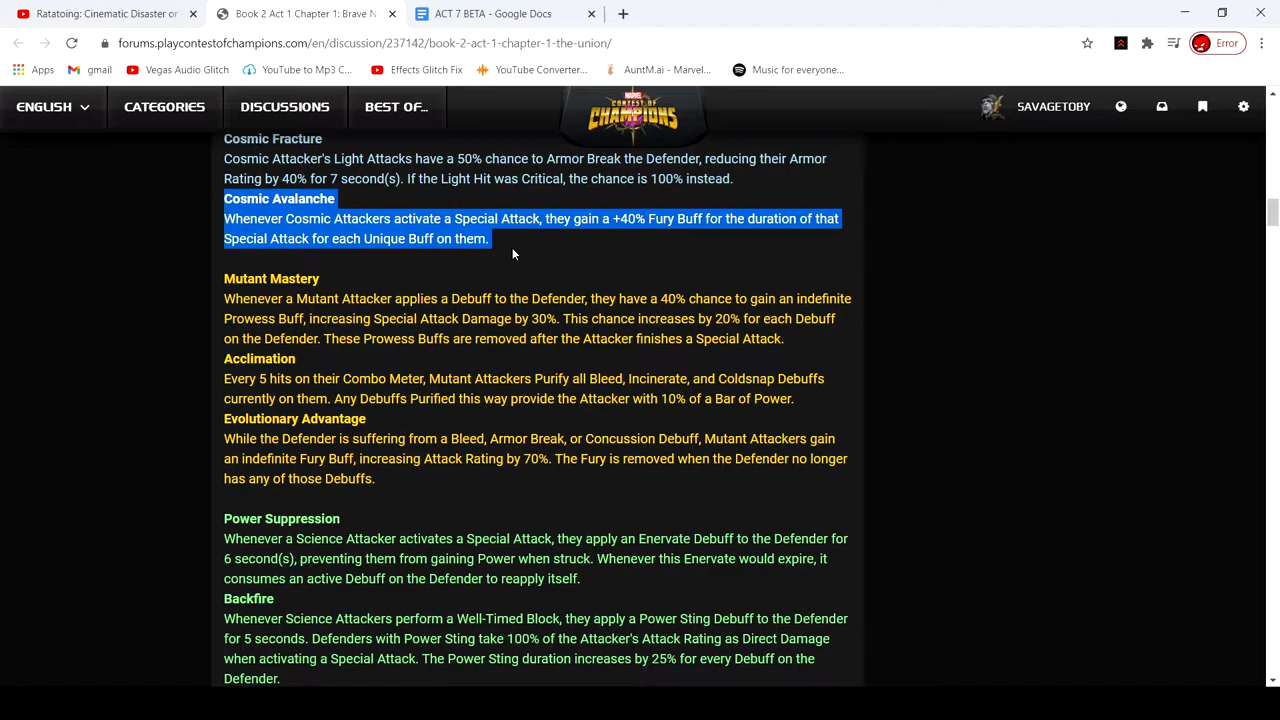 Ratatoing: Cinematic Disaster or
Book 2 Act 1 Chapter 1: Brave N
ACT 7 BETA - Google Docs
forums.playcontestofchampions.com/en/discussion/237142/book-2-act-1-chapter-1-the-union/
Error
Apps
gmail
Vegas Audio Glitch
YouTube to Mp3 C...
Effects Glitch Fix
YouTube Converter...
AuntM.ai - Marvel...
Music for everyone...
ENGLISH
CATEGORIES
DISCUSSIONS
BEST OF...
MARVEL
CONTEST OF
CHAMPIONS
SAVAGETOBY
Cosmic Fracture
Cosmic Attacker's Light Attacks have a 50% chance to Armor Break the Defender, reducing their Armor
Rating by 40% for 7 second(s). If the Light Hit was Critical, the chance is 100% instead.
Cosmic Avalanche
Whenever Cosmic Attackers activate a Special Attack, they gain a +40% Fury Buff for the duration of that
Special Attack for each Unique Buff on them.
Mutant Mastery
Whenever a Mutant Attacker applies a Debuff to the Defender, they have a 40% chance to gain an indefinite
Prowess Buff, increasing Special Attack Damage by 30%. This chance increases by 20% for each Debuff
on the Defender. These Prowess Buffs are removed after the Attacker finishes a Special Attack.
Acclimation
Every 5 hits on their Combo Meter, Mutant Attackers Purify all Bleed, Incinerate, and Coldsnap Debuffs
currently on them. Any Debuffs Purified this way provide the Attacker with 10% of a Bar of Power.
Evolutionary Advantage
While the Defender is suffering from a Bleed, Armor Break, or Concussion Debuff, Mutant Attackers gain
an indefinite Fury Buff, increasing Attack Rating by 70%. The Fury is removed when the Defender no longer
has any of those Debuffs.
Power Suppression
Whenever a Science Attacker activates a Special Attack, they apply an Enervate Debuff to the Defender for
6 second(s), preventing them from gaining Power when struck. Whenever this Enervate would expire, it
consumes an active Debuff on the Defender to reapply itself.
Backfire
Whenever Science Attackers perform a Well-Timed Block, they apply a Power Sting Debuff to the Defender
for 5 seconds. Defenders with Power Sting take 100% of the Attacker's Attack Rating as Direct Damage
when activating a Special Attack. The Power Sting duration increases by 25% for every Debuff on the
Defender.